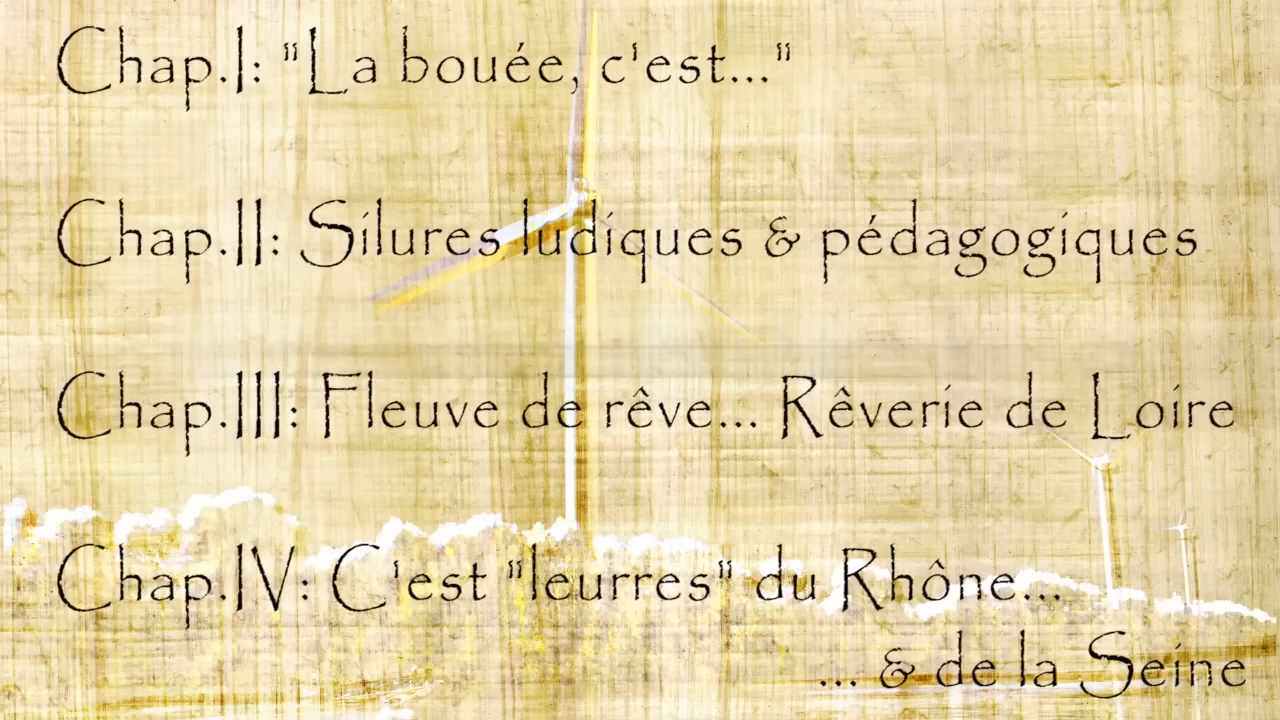 Chap.I: "La bouée, c'est..."
Chap.II: Silures ludiques & pédagogiques
Chap.III: Fleuve de rêve... Rêverie de Loire
Chap.IV: C'est "leurres" du Rhône...
... & de la Seine